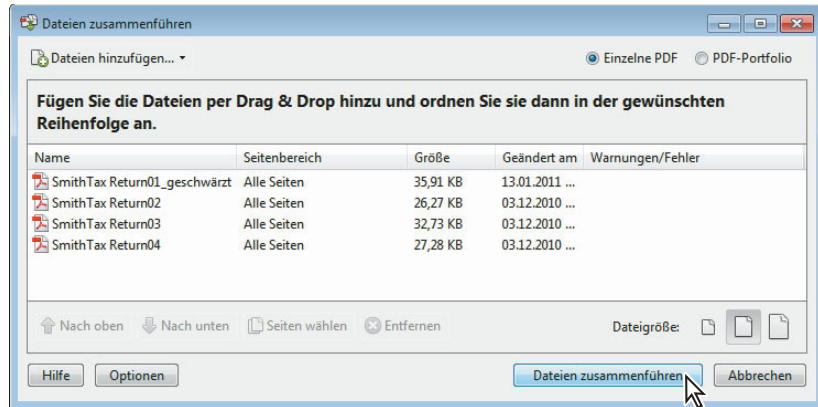 Dateien zusammenführen
Dateien hinzufügen...
Einzelne PDF PDF-Portfolio
Fügen Sie die Dateien per Drag & Drop hinzu und ordnen Sie sie dann in der gewünschten
Reihenfolge an.
Name Seitenbereich Größe Geändert am Warnungen/Fehler
SmithTax Return01_geschwärzt Alle Seiten 35,91 KB 13.01.2011 ...
SmithTax Return02 Alle Seiten 26,27 KB 03.12.2010 ...
SmithTax Return03 Alle Seiten 32,73 KB 03.12.2010 ...
SmithTax Return04 Alle Seiten 27,28 KB 03.12.2010 ...
Nach oben Nach unten Seiten wählen Entfernen Dateigröße:
Hilfe Optionen Dateien zusammenführen Abbrechen